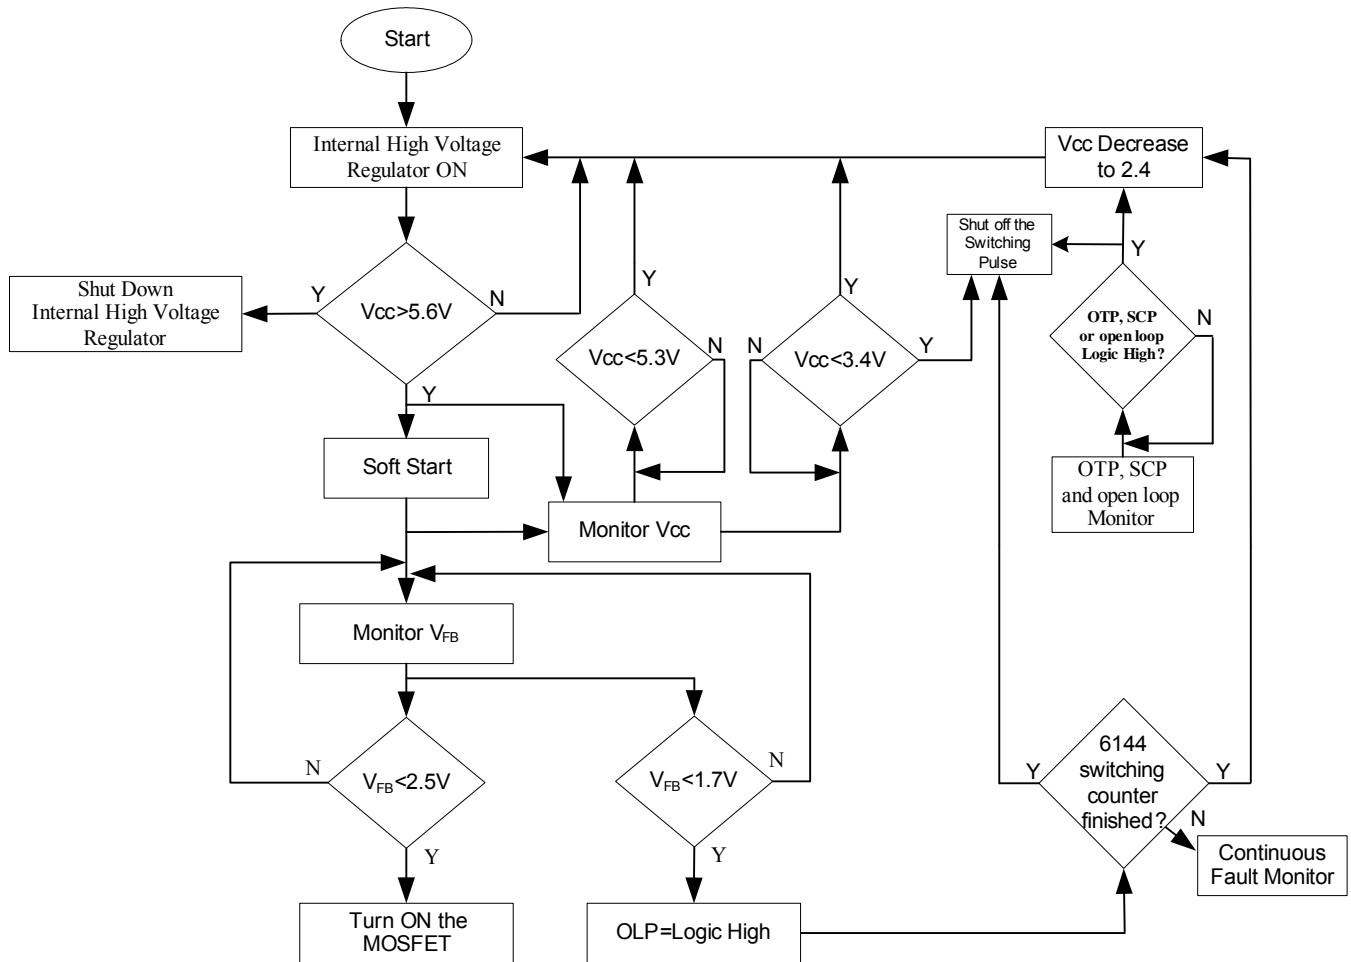 Start
Internal High Voltage
Regulator ON
Vcc Decrease
to 2.4
Shut off the
Switching
Pulse
Y
Shut Down
Internal High Voltage
Regulator
Y
Vcc>5.6V
N
Y
Vcc<5.3V
N
Y
N
Vcc<3.4V
Y
OTP, SCP
or open loop
Logic High?
N
Y
Soft Start
Monitor Vcc
OTP, SCP
and open loop
Monitor
Monitor VFB
N
VFB<2.5V
Y
VFB<1.7V
N
Y
Y
6144
switching
counter
finished?
Y
N
Continuous
Fault Monitor
Turn ON the
MOSFET
OLP=Logic High